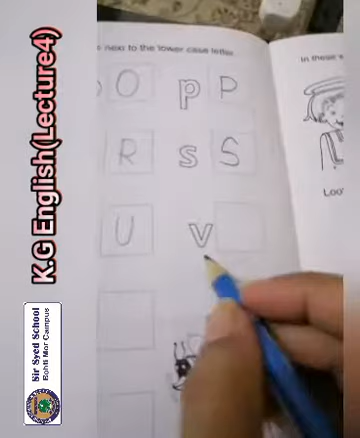 K.G English(Lecture4)
Sir Syed School
Bohti Mor Campus
next to the lower case letter
In these
O p P
R s S
U v
Loo